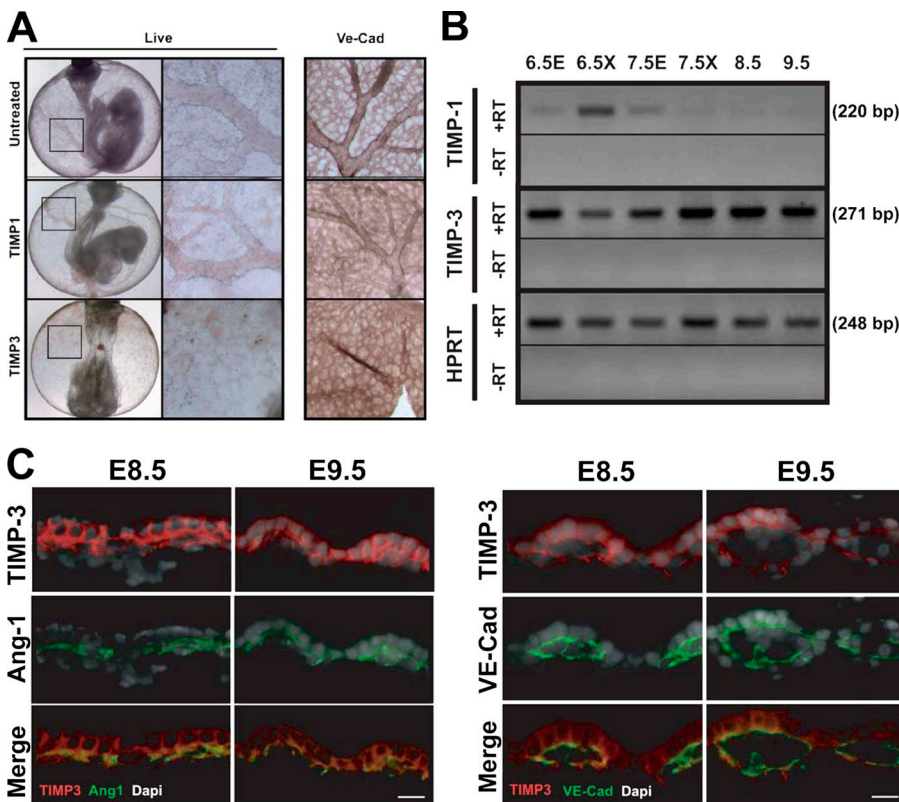 A
Live
Ve-Cad
Untreated
TIMP1
TIMP3
B
6.5E 6.5X 7.5E 7.5X 8.5 9.5
TIMP-1
+RT
(220 bp)
-RT
TIMP-3
+RT
(271 bp)
-RT
HPRT
+RT
(248 bp)
-RT
C
E8.5 E9.5
TIMP-3
Ang-1
Merge
TIMP3 Ang1 Dapi
E8.5 E9.5
TIMP-3
VE-Cad
Merge
TIMP3 VE-Cad Dapi